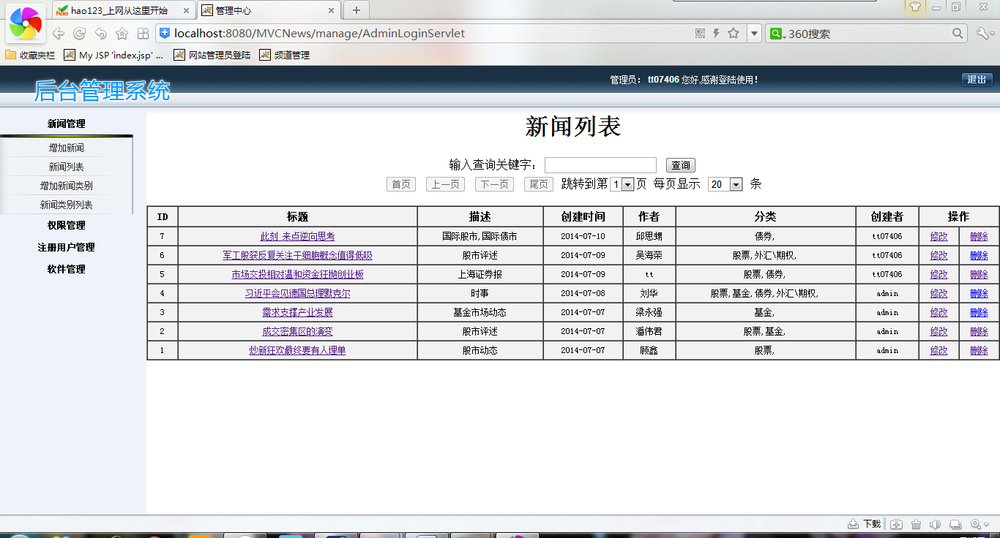 hao123_上网从这里开始
管理中心
localhost:8080/MVCNews/manage/AdminLoginServlet
360搜索
收藏夹栏 My JSP 'index.jsp' ... 网站管理员登陆 频道管理
后台管理系统
管理员： tt07406 您好,感谢登陆使用!
退出
新闻管理
增加新闻
新闻列表
增加新闻类别
新闻类别列表
权限管理
注册用户管理
软件管理
新闻列表
输入查询关键字： 查询
首页 上一页 下一页 尾页 跳转到第 1 页 每页显示 20 条
ID 标题 描述 创建时间 作者 分类 创建者 操作
7 此刻 来点逆向思考 国际股市,国际债市 2014-07-10 邱思甥 债券, tt07406 修改 删除
6 军工股获反复关注干细胞概念值得低吸 股市评述 2014-07-09 吴海荣 股票,外汇\期权, tt07406 修改 删除
5 市场交投相对温和资金狂抛创业板 上海证券报 2014-07-09 tt 股票,债券, tt07406 修改 删除
4 习近平会见德国总理默克尔 时事 2014-07-08 刘华 股票,基金,债券,外汇\期权, admin 修改 删除
3 需求支撑产业发展 基金市场动态 2014-07-07 梁永强 基金, admin 修改 删除
2 成交密集区的演变 股市评述 2014-07-07 潘伟君 股票,基金, admin 修改 删除
1 炒新狂欢最终要有人埋单 股市动态 2014-07-07 顾鑫 股票, admin 修改 删除
下载